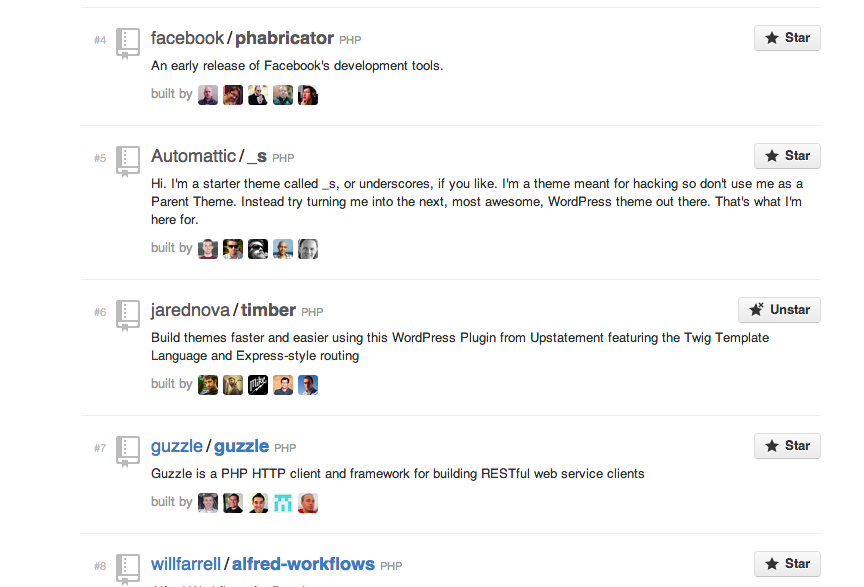 #4 facebook/phabricator PHP Star
An early release of Facebook's development tools.
built by
#5 Automattic/_s PHP Star
Hi. I'm a starter theme called _s, or underscores, if you like. I'm a theme meant for hacking so don't use me as a
Parent Theme. Instead try turning me into the next, most awesome, WordPress theme out there. That's what I'm
here for.
built by
#6 jarednova/timber PHP Unstar
Build themes faster and easier using this WordPress Plugin from Upstatement featuring the Twig Template
Language and Express-style routing
built by
#7 guzzle/guzzle PHP Star
Guzzle is a PHP HTTP client and framework for building RESTful web service clients
built by
#8 willfarrell/alfred-workflows PHP Star